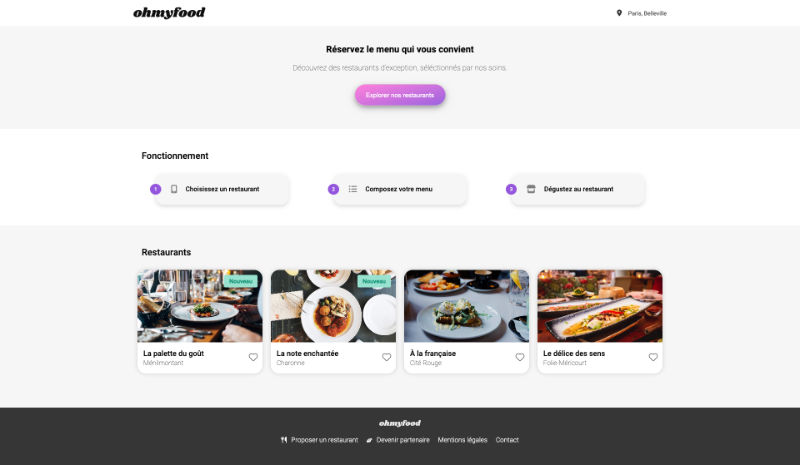 ohmyfood
Paris, Belleville
Réservez le menu qui vous convient
Découvrez des restaurants d'exception, séléctionnés par nos soins.
Explorer nos restaurants
Fonctionnement
1 Choisissez un restaurant
2 Composez votre menu
3 Dégustez au restaurant
Restaurants
Nouveau
Nouveau
La palette du goût
Ménilmontant
La note enchantée
Charonne
À la française
Cité Rouge
Le délice des sens
Folie-Méricourt
ohmyfood
Proposer un restaurant Devenir partenaire Mentions légales Contact